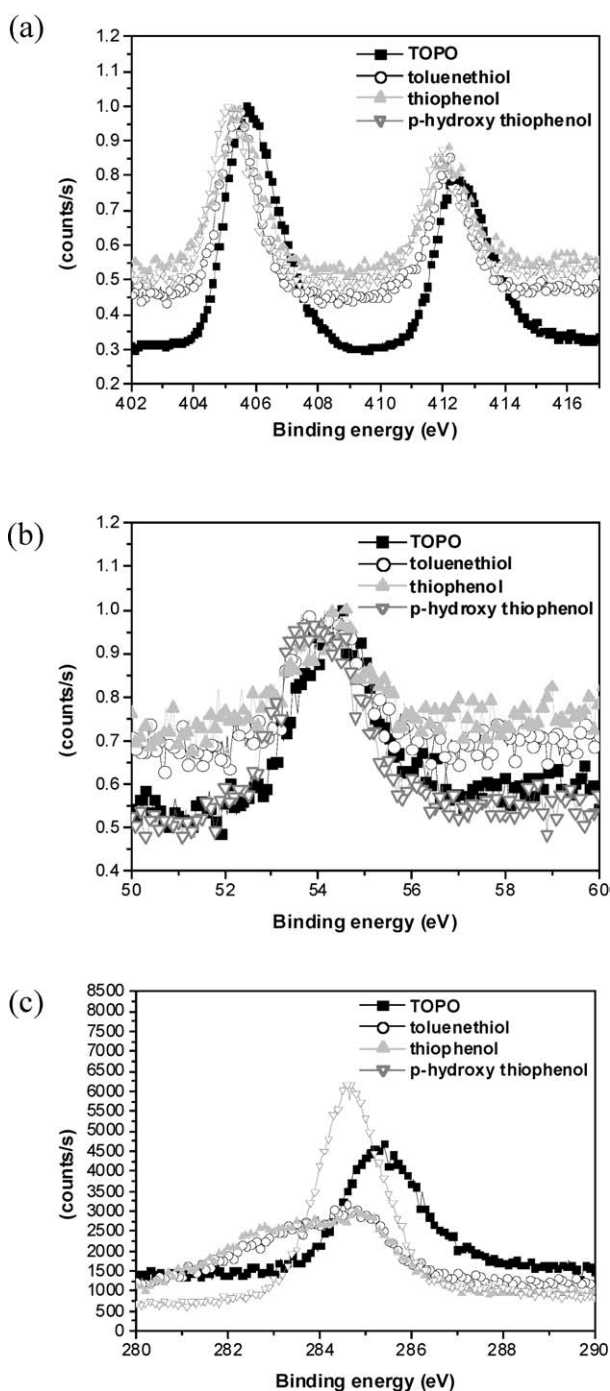 (a)
TOPO
toluenethiol
thiophenol
p-hydroxy thiophenol
1.2
1.1
1.0
0.9
0.8
0.7
0.6
0.5
0.4
0.3
0.2
(counts/s)
402 404 406 408 410 412 414 416
Binding energy (eV)
(b)
TOPO
toluenethiol
thiophenol
p-hydroxy thiophenol
1.2
1.1
1.0
0.9
0.8
0.7
0.6
0.5
0.4
(counts/s)
50 52 54 56 58 60
Binding energy (eV)
(c)
TOPO
toluenethiol
thiophenol
p-hydroxy thiophenol
8500
8000
7500
7000
6500
6000
5500
5000
4500
4000
3500
3000
2500
2000
1500
1000
500
0
(counts/s)
280 282 284 286 288 290
Binding energy (eV)